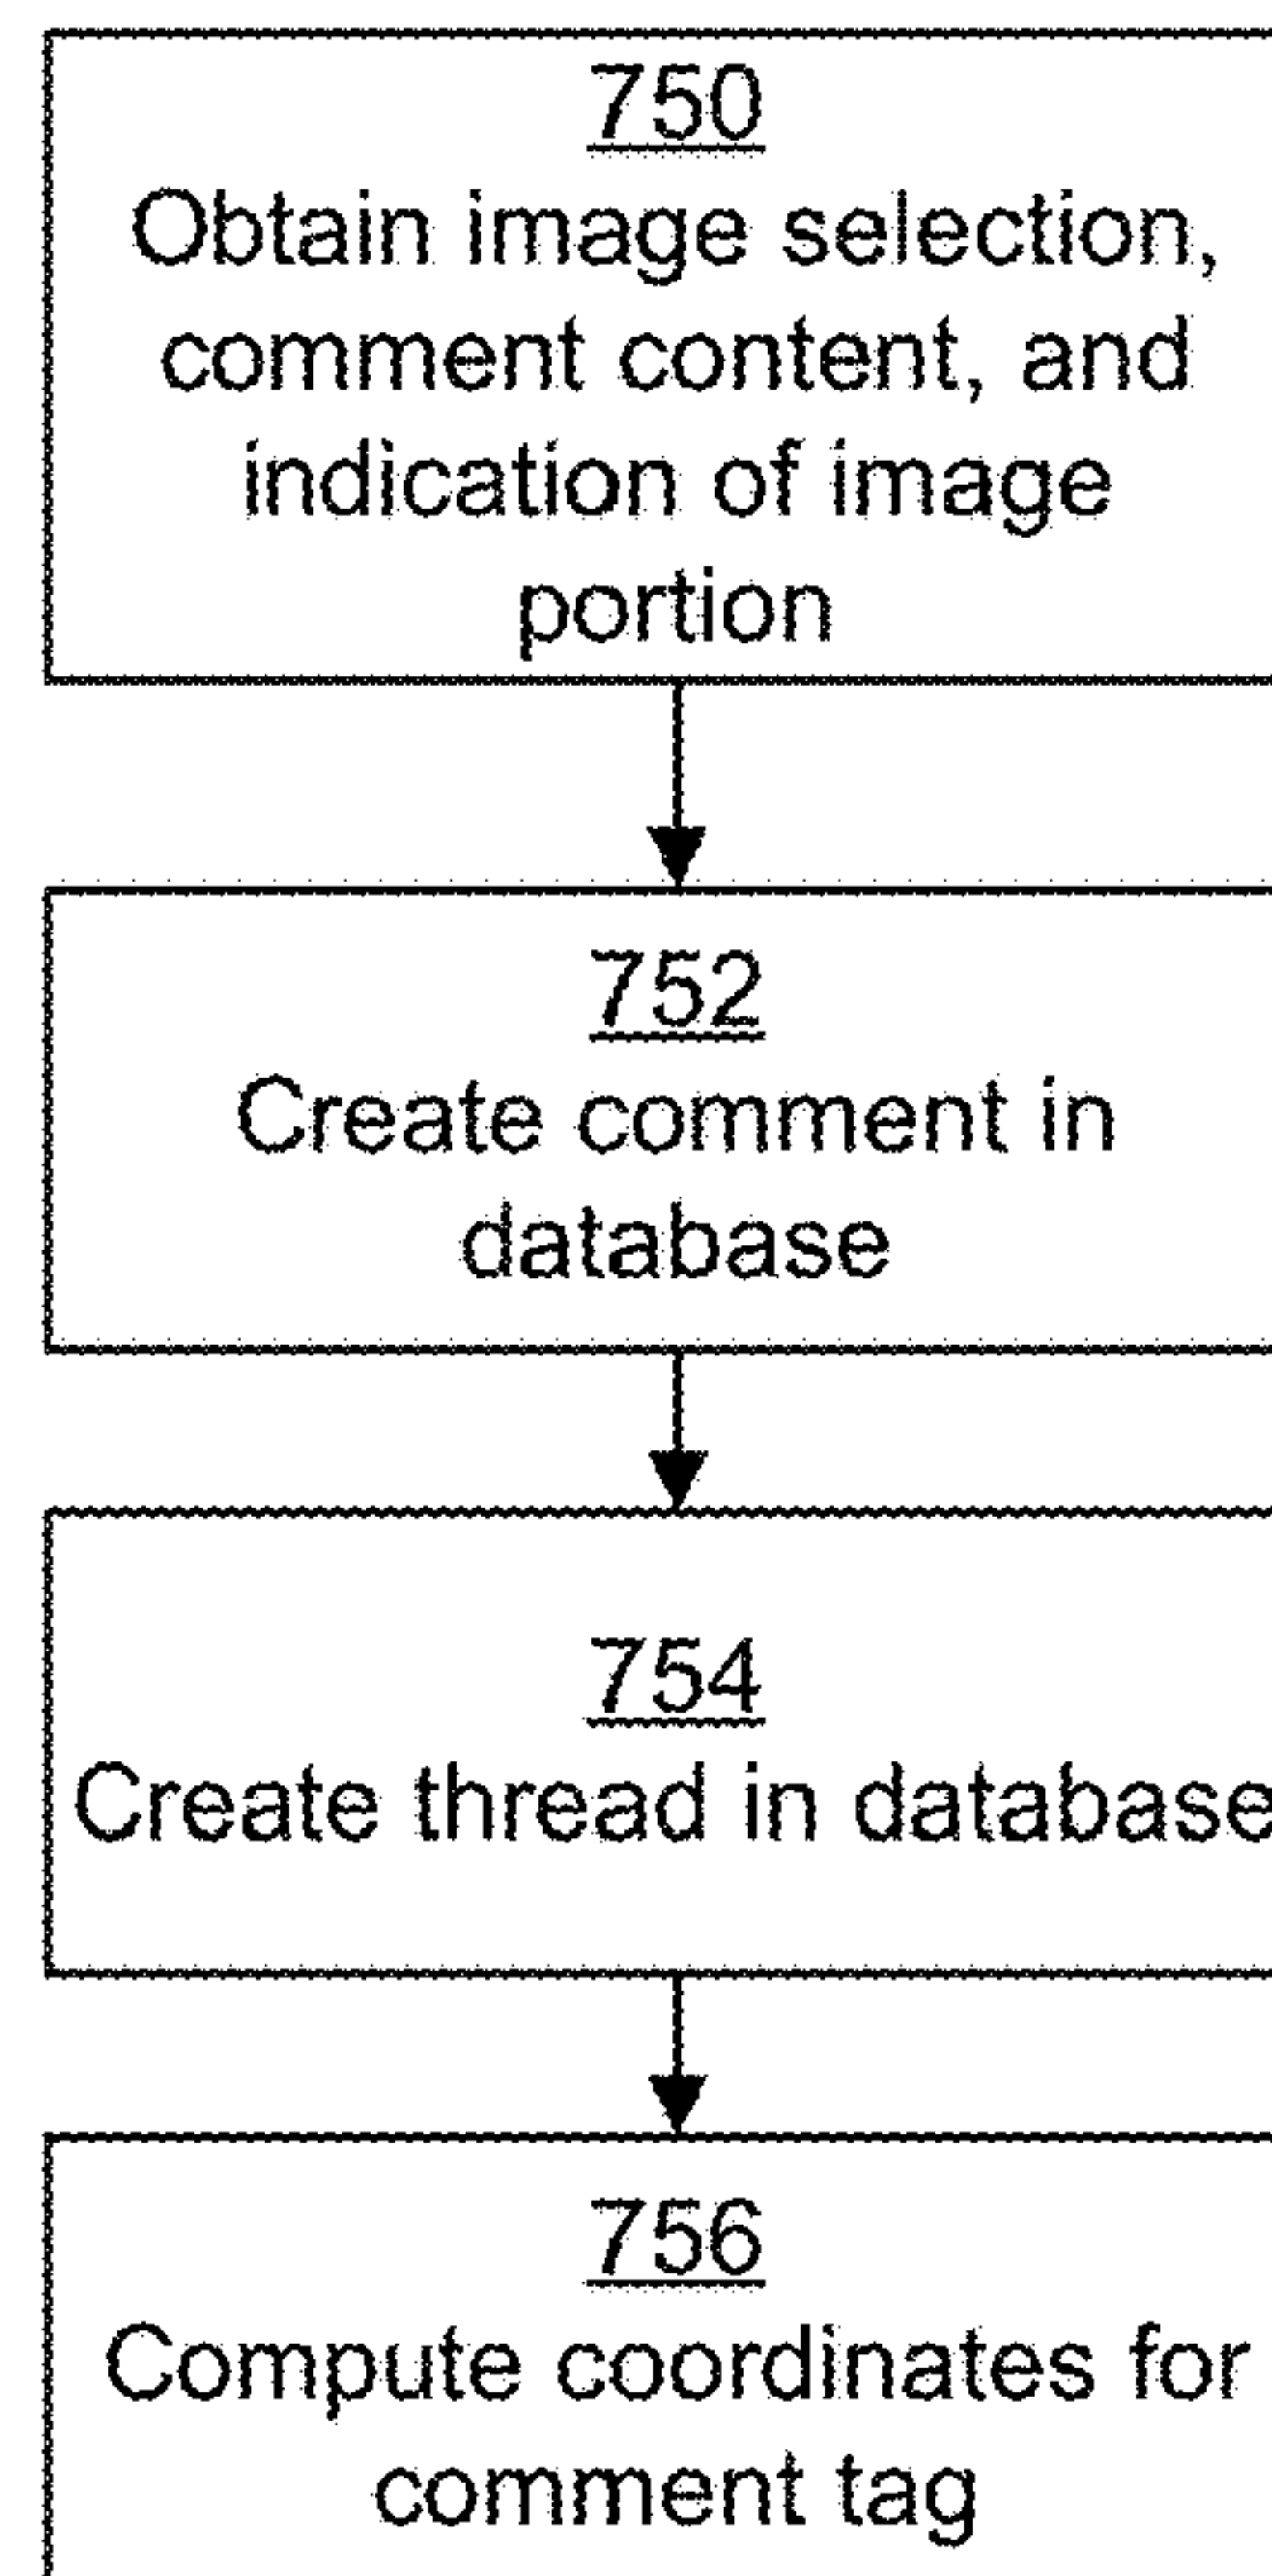 750
Obtain image selection,
comment content, and
indication of image
portion
752
Create comment in
database
754
Create thread in database
756
Compute coordinates for
comment tag